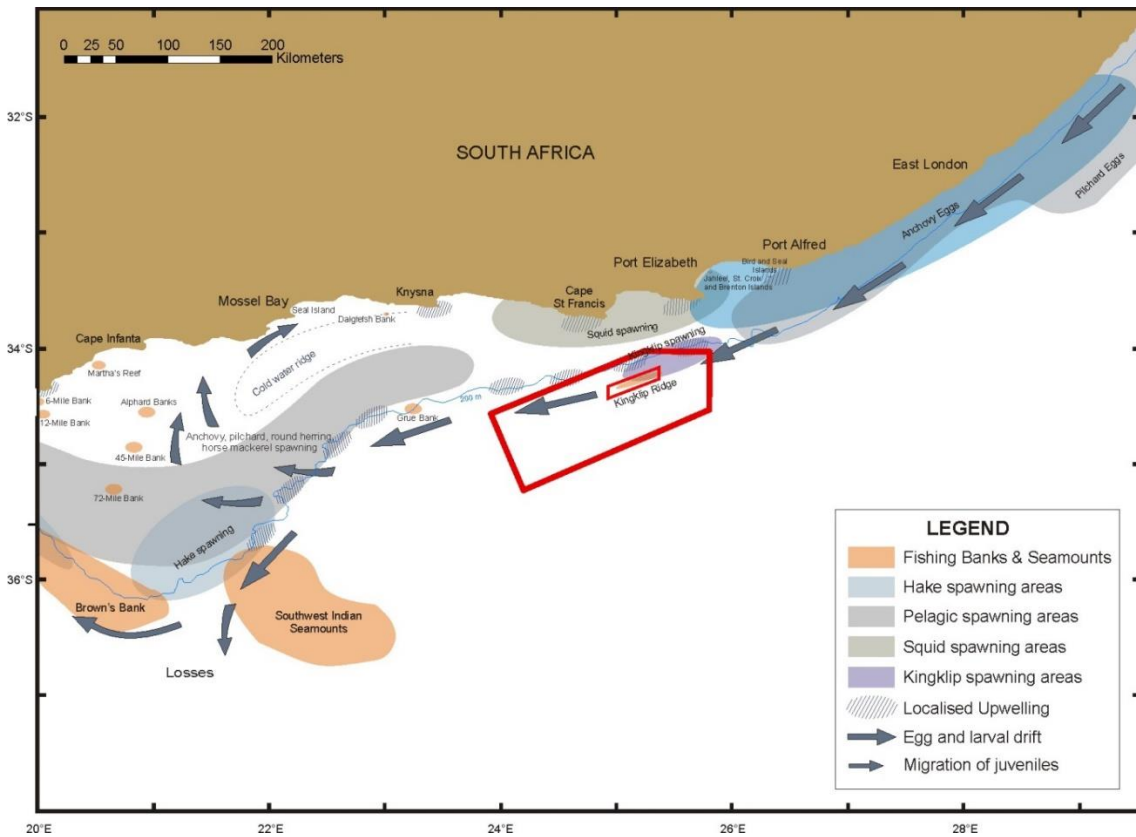 0 25 50 100 150 200
Kilometers
32°S
34°S
36°S
SOUTH AFRICA
East London
Port Alfred
Bird and Seal
Islands
Jahleel, St. Croix
and Brenton Islands
Port Elizabeth
Cape
St Francis
Knysna
Mossel Bay
Seal Island
Dalgleish Bank
Cape Infanta
Martha's Reef
6-Mile Bank
12-Mile Bank
Alphard Banks
45-Mile Bank
72-Mile Bank
Cold water ridge
Anchovy, pilchard, round herring,
horse mackerel spawning
Grue Bank
200 m
Squid spawning
Kingklip spawning
Kingklip Ridge
Anchovy Eggs
Pilchard Eggs
Hake spawning
Brown's Bank
Southwest Indian
Seamounts
Losses
LEGEND
Fishing Banks & Seamounts
Hake spawning areas
Pelagic spawning areas
Squid spawning areas
Kingklip spawning areas
Localised Upwelling
Egg and larval drift
Migration of juveniles
20°E 22°E 24°E 26°E 28°E